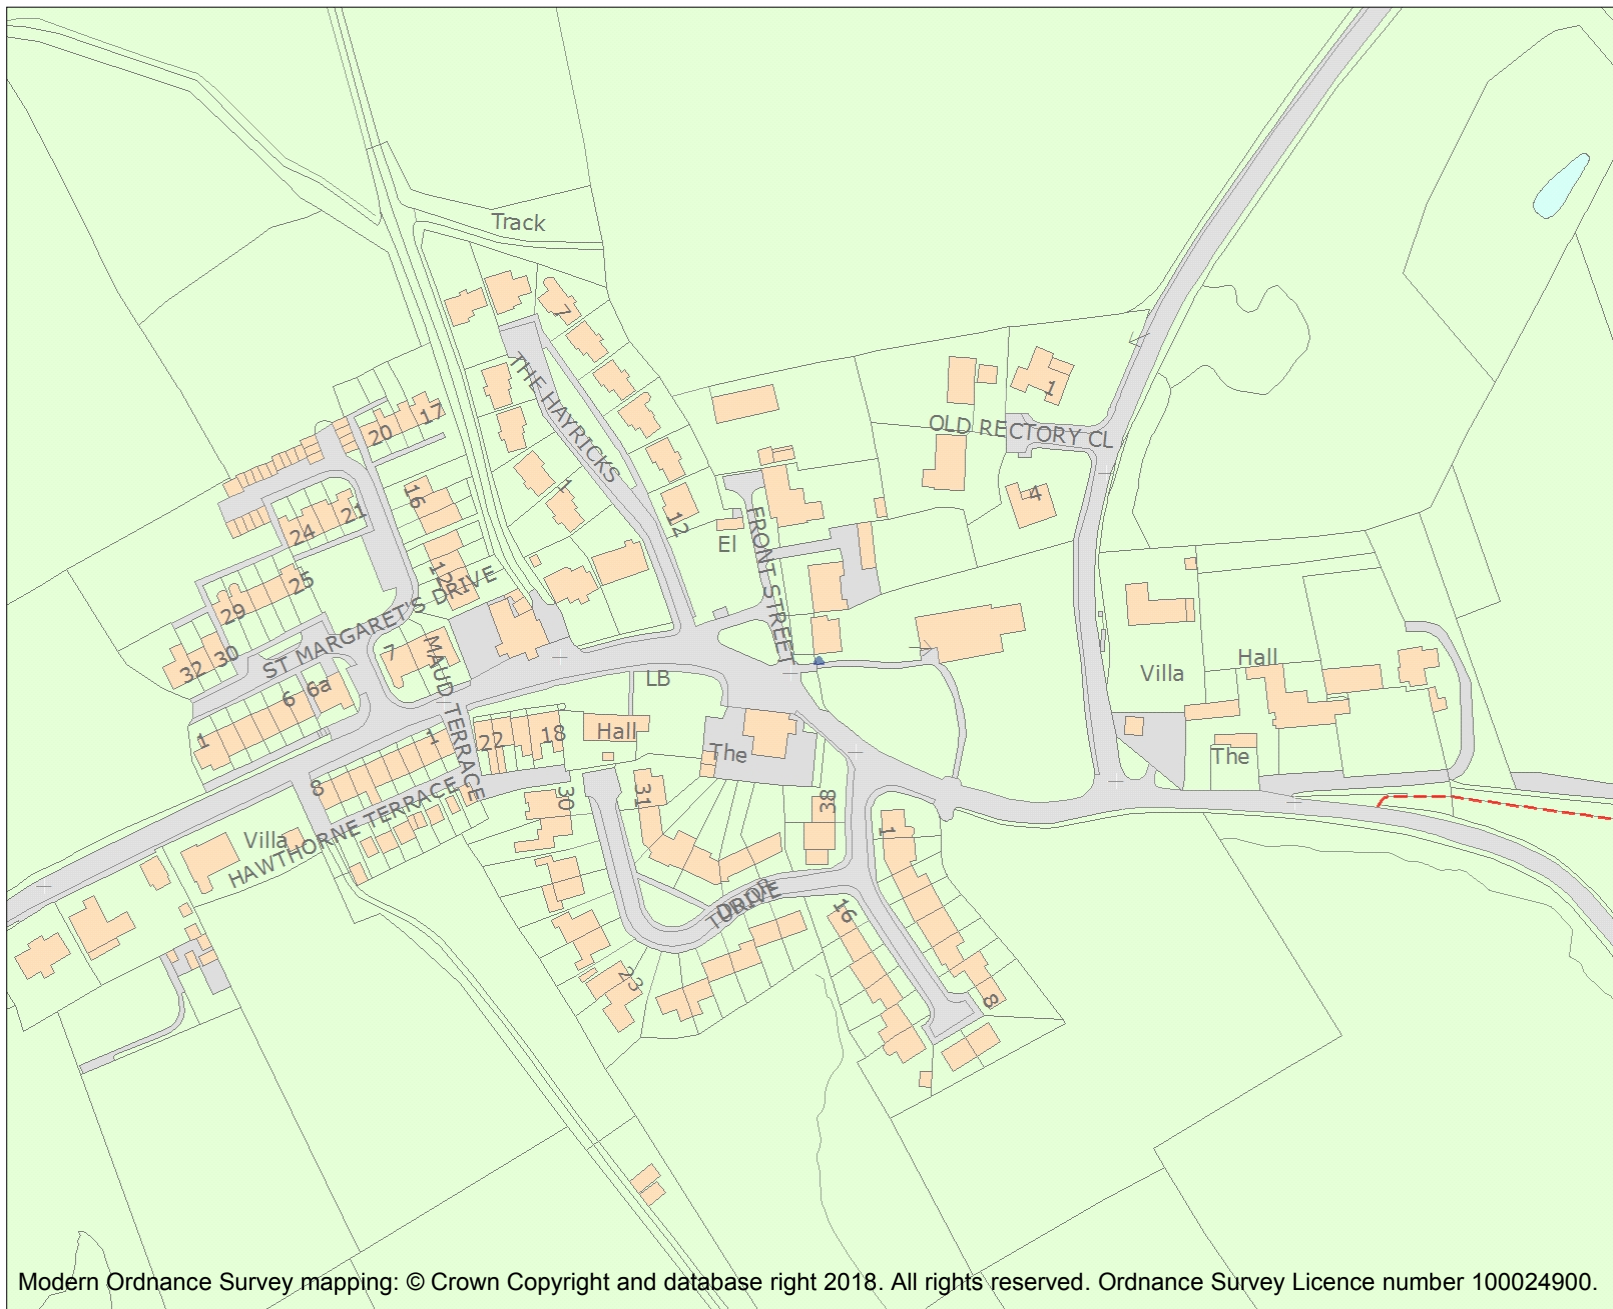 Track
7
THE HAYRICKS
1
17
20
1
OLD RECTORY CL
16
4
21
24
12
El
FRONT STREET
12
25
29
ST MARGARET'S DRIVE
30
32
7
MAUD TERRACE
6a
6
LB
Villa
Hall
1
1
22
18
Hall
The
The
8
30
31
38
HAWTHORNE TERRACE
Villa
1
TUDOR
DRIVE
16
23
8
Modern Ordnance Survey mapping: © Crown Copyright and database right 2018. All rights reserved. Ordnance Survey Licence number 100024900.